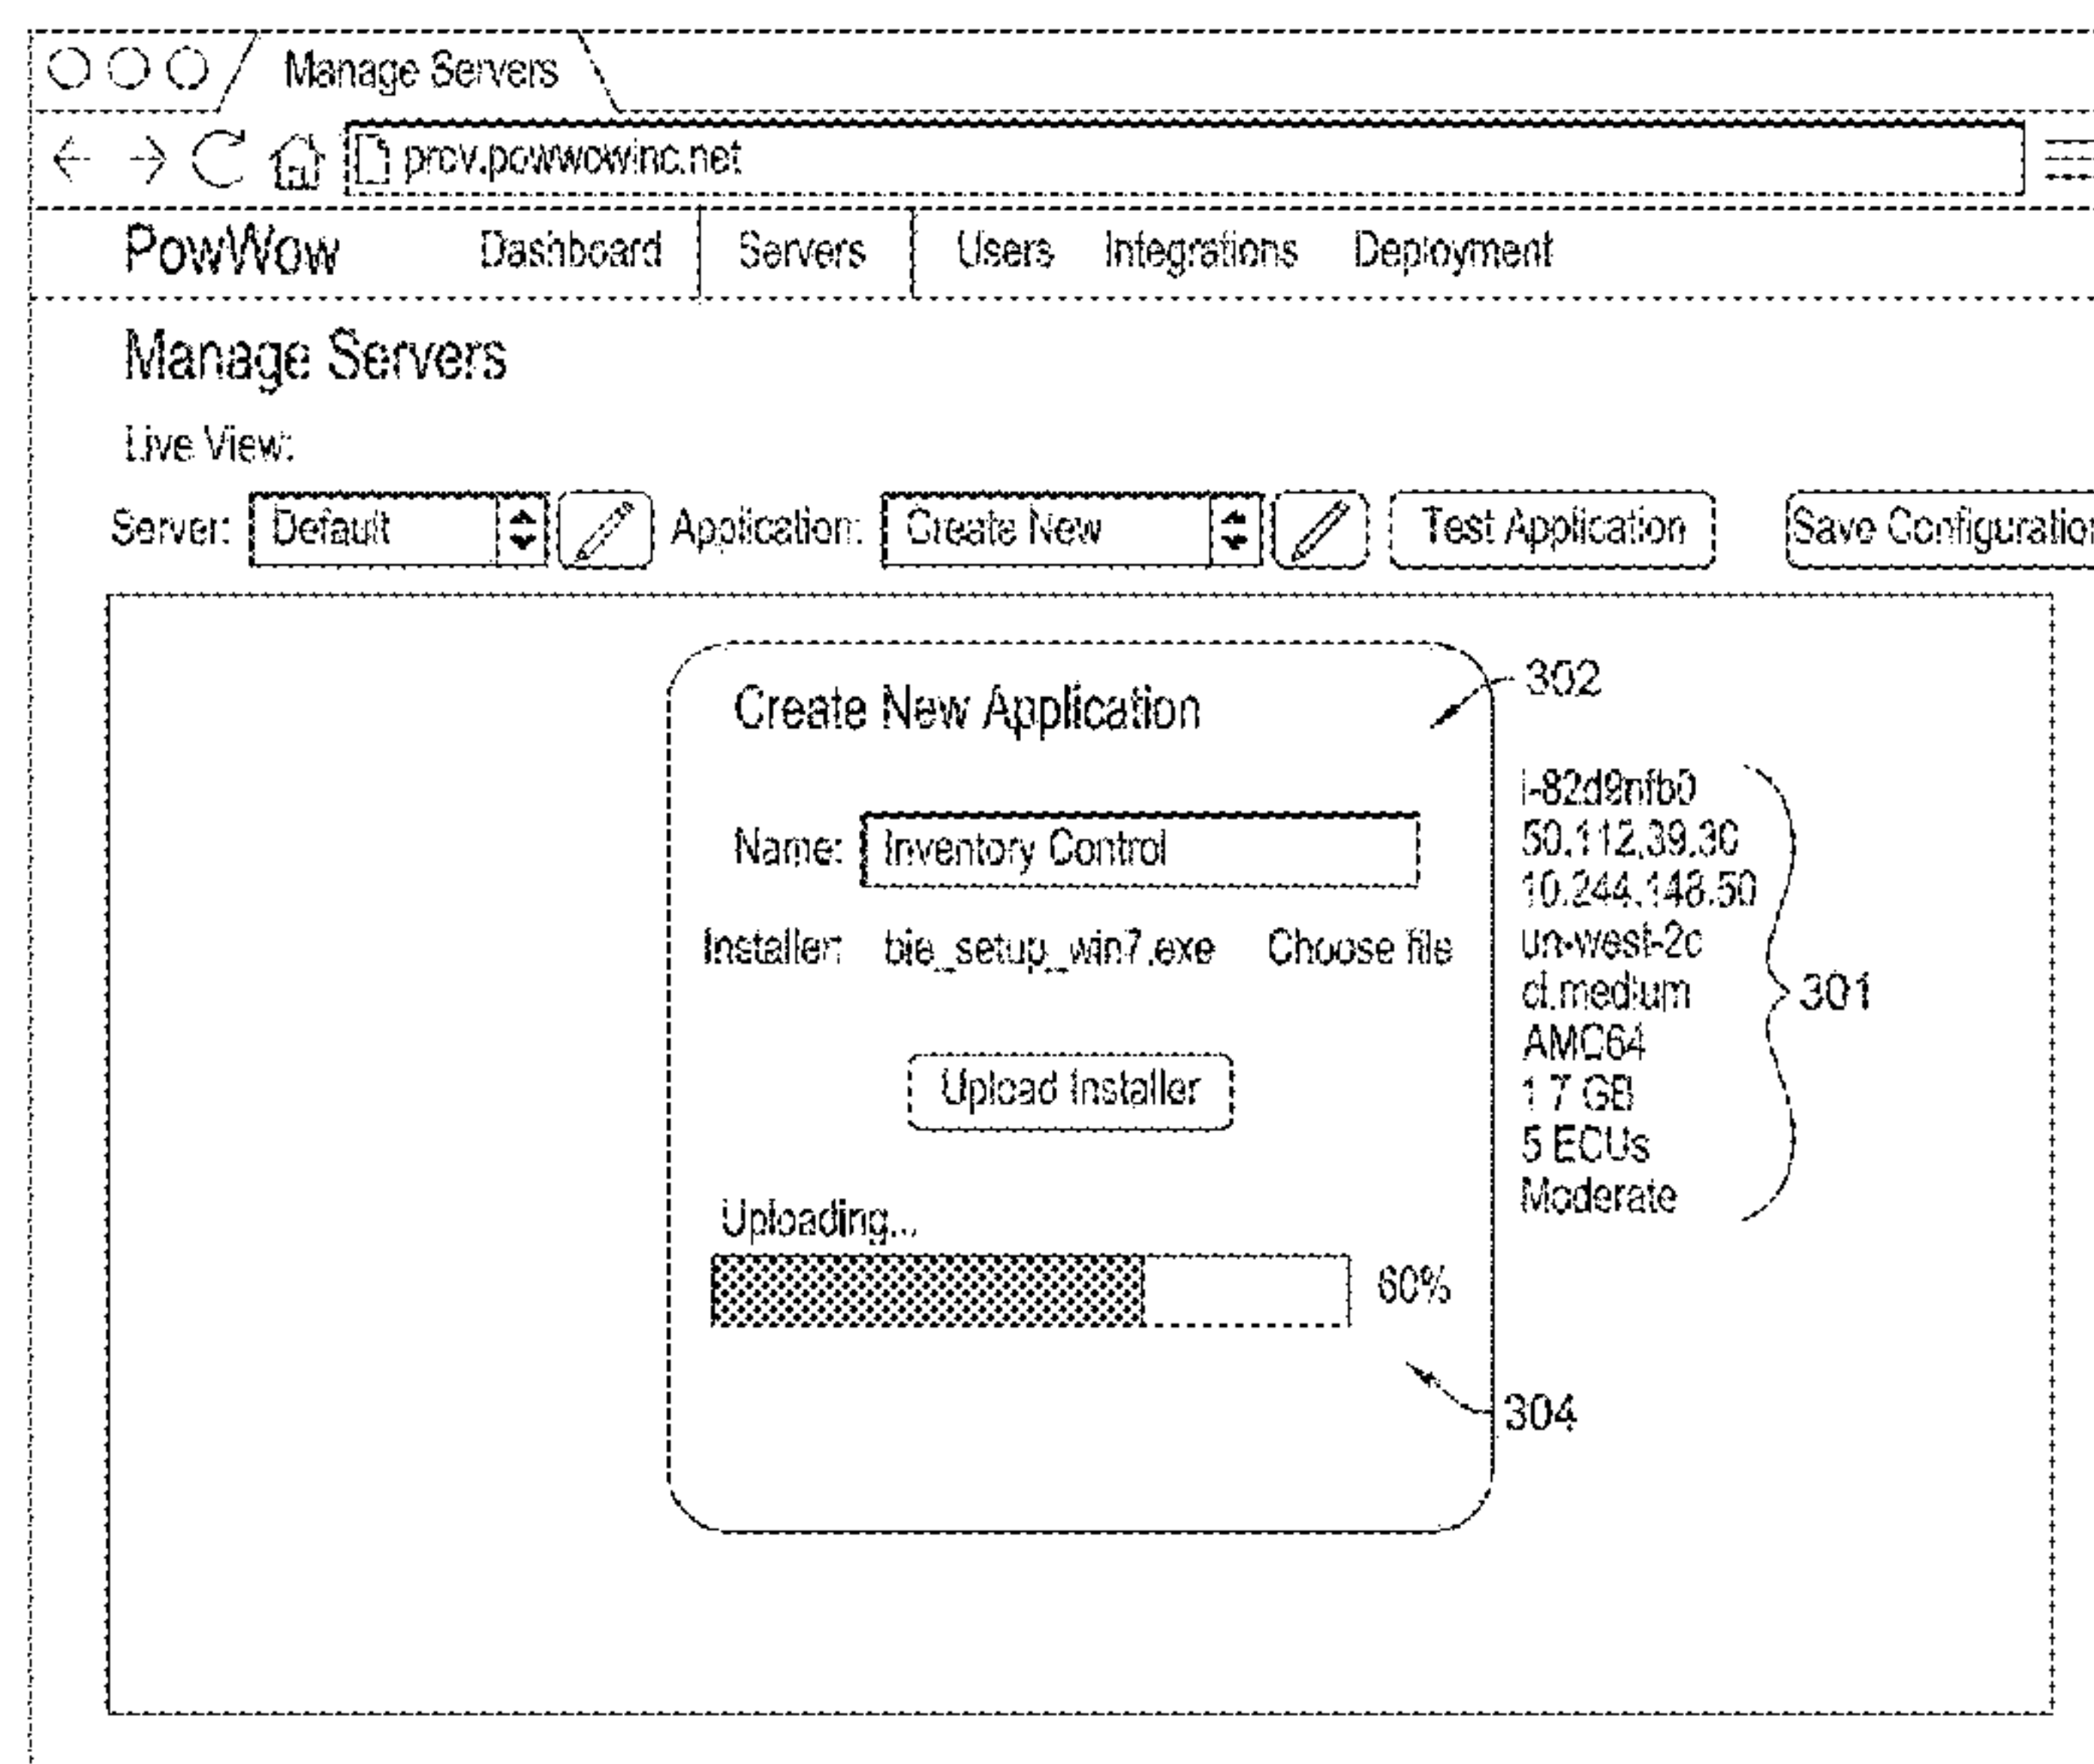 Manage Servers
prov.powwowinc.net
PowWow Dashboard Servers Users Integrations Deployment
Manage Servers
Live View:
Server: Default Application: Create New Test Application Save Configuration
302
Create New Application
i-82d9nfb0
Name: Inventory Control
50.112.39.30
10.244.148.50
Installer: bie_setup_win7.exe Choose file
un-west-2c
cl.medium
301
AMC64
1 7 GB
Upload Installer
5 ECUs
Moderate
Uploading...
60%
304